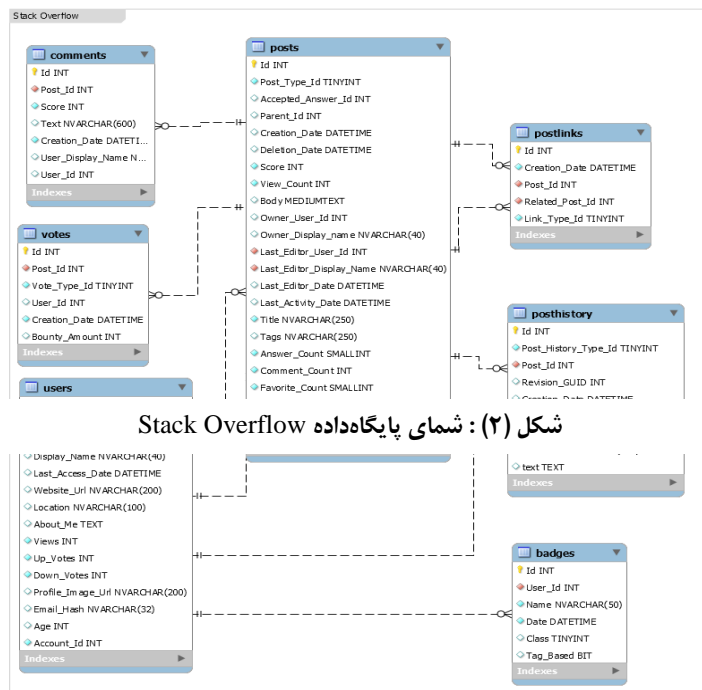 Stack Overflow
comments
Id INT
Post_Id INT
Score INT
Text NVARCHAR(600)
Creation_Date DATETI...
User_Display_Name N...
User_Id INT
Indexes
votes
Id INT
Post_Id INT
Vote_Type_Id TINYINT
User_Id INT
Creation_Date DATETIME
Bounty_Amount INT
Indexes
users
posts
Id INT
Post_Type_Id TINYINT
Accepted_Answer_Id INT
Parent_Id INT
Creation_Date DATETIME
Deletion_Date DATETIME
Score INT
View_Count INT
Body MEDIUMTEXT
Owner_User_Id INT
Owner_Display_name NVARCHAR(40)
Last_Editor_User_Id INT
Last_Editor_Display_Name NVARCHAR(40)
Last_Editor_Date DATETIME
Last_Activity_Date DATETIME
Title NVARCHAR(250)
Tags NVARCHAR(250)
Answer_Count SMALLINT
Comment_Count INT
Favorite_Count SMALLINT
postlinks
Id INT
Creation_Date DATETIME
Post_Id INT
Related_Post_Id INT
Link_Type_Id TINYINT
Indexes
posthistory
Id INT
Post_History_Type_Id TINYINT
Post_Id INT
Revision_GUID INT
شکل (۲) : شمای پایگاه‌داده Stack Overflow
Display_Name NVARCHAR(40)
Last_Access_Date DATETIME
Website_Url NVARCHAR(200)
Location NVARCHAR(100)
About_Me TEXT
Views INT
Up_Votes INT
Down_Votes INT
Profile_Image_Url NVARCHAR(200)
Email_Hash NVARCHAR(32)
Age INT
Account_Id INT
Indexes
text TEXT
Indexes
badges
Id INT
User_Id INT
Name NVARCHAR(50)
Date DATETIME
Class TINYINT
Tag_Based BIT
Indexes